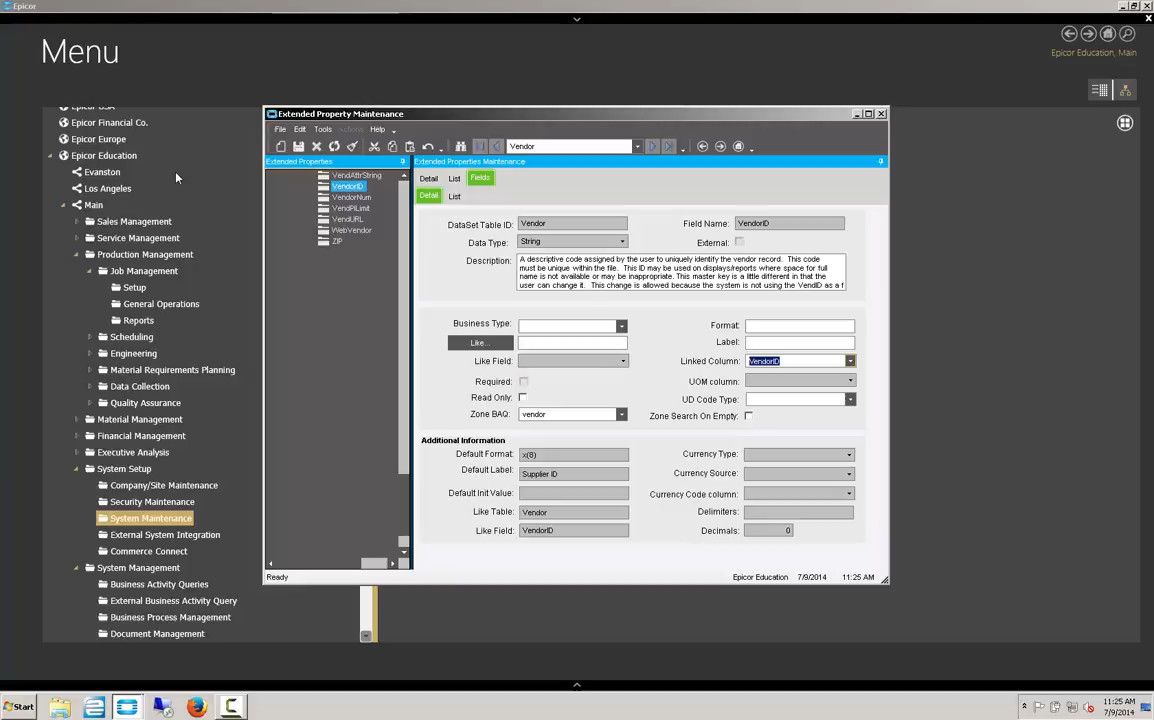 Epicor
Menu
Epicor Education, Main
Epicor USA
Epicor Financial Co.
Epicor Europe
Epicor Education
Evanston
Los Angeles
Main
Sales Management
Service Management
Production Management
Job Management
Setup
General Operations
Reports
Scheduling
Engineering
Material Requirements Planning
Data Collection
Quality Assurance
Material Management
Financial Management
Executive Analysis
System Setup
Company/Site Maintenance
Security Maintenance
System Maintenance
External System Integration
Commerce Connect
System Management
Business Activity Queries
External Business Activity Query
Business Process Management
Document Management
Extended Property Maintenance
File Edit Tools Actions Help
Vendor
Extended Properties
VendAttrString
VendorID
VendorNum
VendPILimit
VendURL
WebVendor
ZIP
Extended Properties Maintenance
Detail List Fields
Detail List
DataSet Table ID: Vendor Field Name: VendorID
Data Type: String External:
Description: A descriptive code assigned by the user to uniquely identify the vendor record. This code
must be unique within the file. This ID may be used on displays/reports where space for full
name is not available or may be inappropriate. This master key is a little different in that the
user can change it. This change is allowed because the system is not using the VendID as a f
Business Type: Format:
Like... Label:
Like Field: Linked Column: VendorID
Required: UOM column:
Read Only: UD Code Type:
Zone BAQ: vendor Zone Search On Empty:
Additional Information
Default Format: x(8) Currency Type:
Default Label: Supplier ID Currency Source:
Default Init Value: Currency Code column:
Like Table: Vendor Delimiters:
Like Field: VendorID Decimals: 0
Ready Epicor Education 7/9/2014 11:25 AM
Start
11:25 AM
7/9/2014